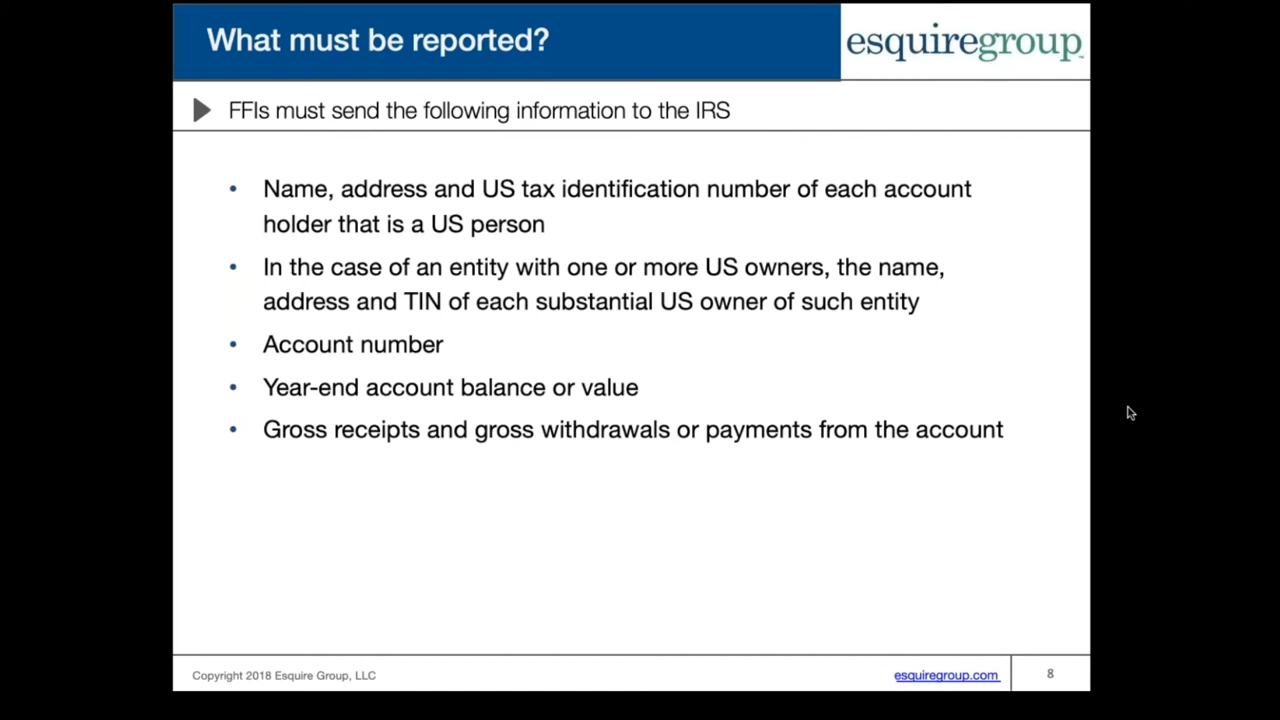 What must be reported?
esquiregroup
FFIs must send the following information to the IRS
• Name, address and US tax identification number of each account
holder that is a US person
• In the case of an entity with one or more US owners, the name,
address and TIN of each substantial US owner of such entity
• Account number
• Year-end account balance or value
• Gross receipts and gross withdrawals or payments from the account
Copyright 2018 Esquire Group, LLC
esquiregroup.com
8